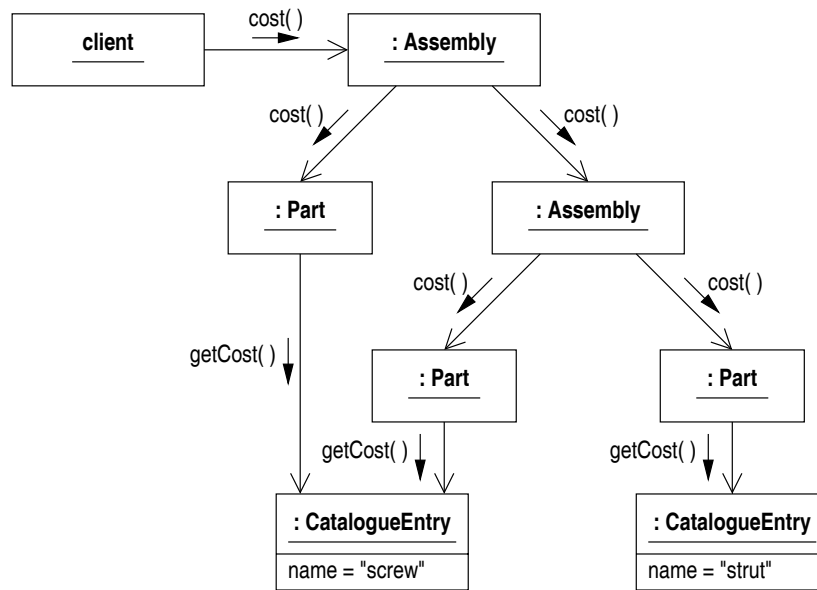 cost( )
client
: Assembly
cost( )
cost( )
: Part
: Assembly
cost( )
cost( )
getCost( )
: Part
: Part
getCost( )
getCost( )
: CatalogueEntry
name = "screw"
: CatalogueEntry
name = "strut"